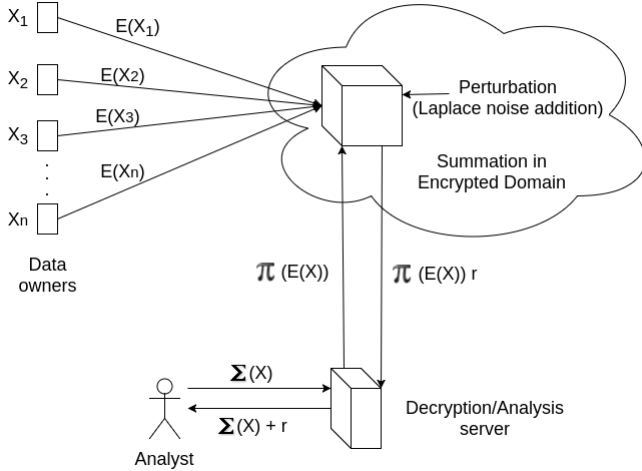 X1
E(X1)
X2
E(X2)
X3
E(X3)
.
.
.
E(Xn)
Xn
Data
owners
Perturbation
(Laplace noise addition)
Summation in
Encrypted Domain
π (E(X))
π (E(X)) r
Σ(X)
Σ(X) + r
Analyst
Decryption/Analysis
server